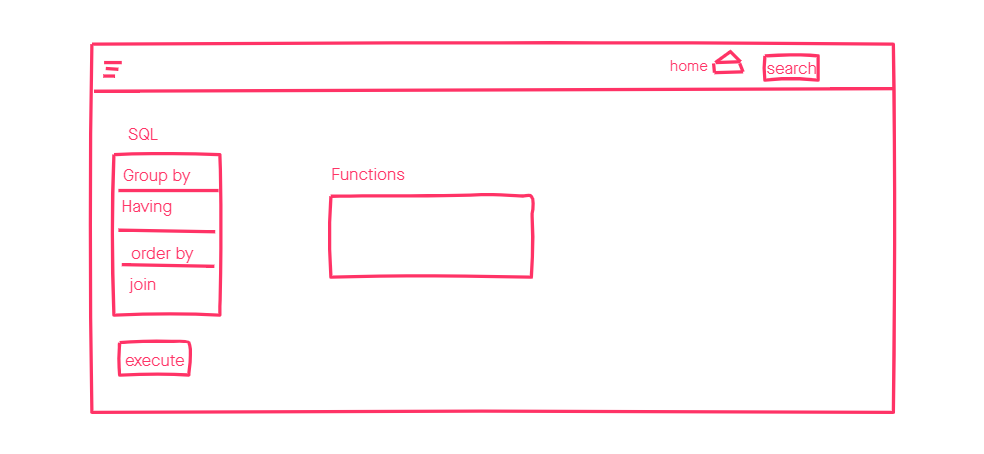 home
search
SQL
Group by
Having
order by
join
execute
Functions